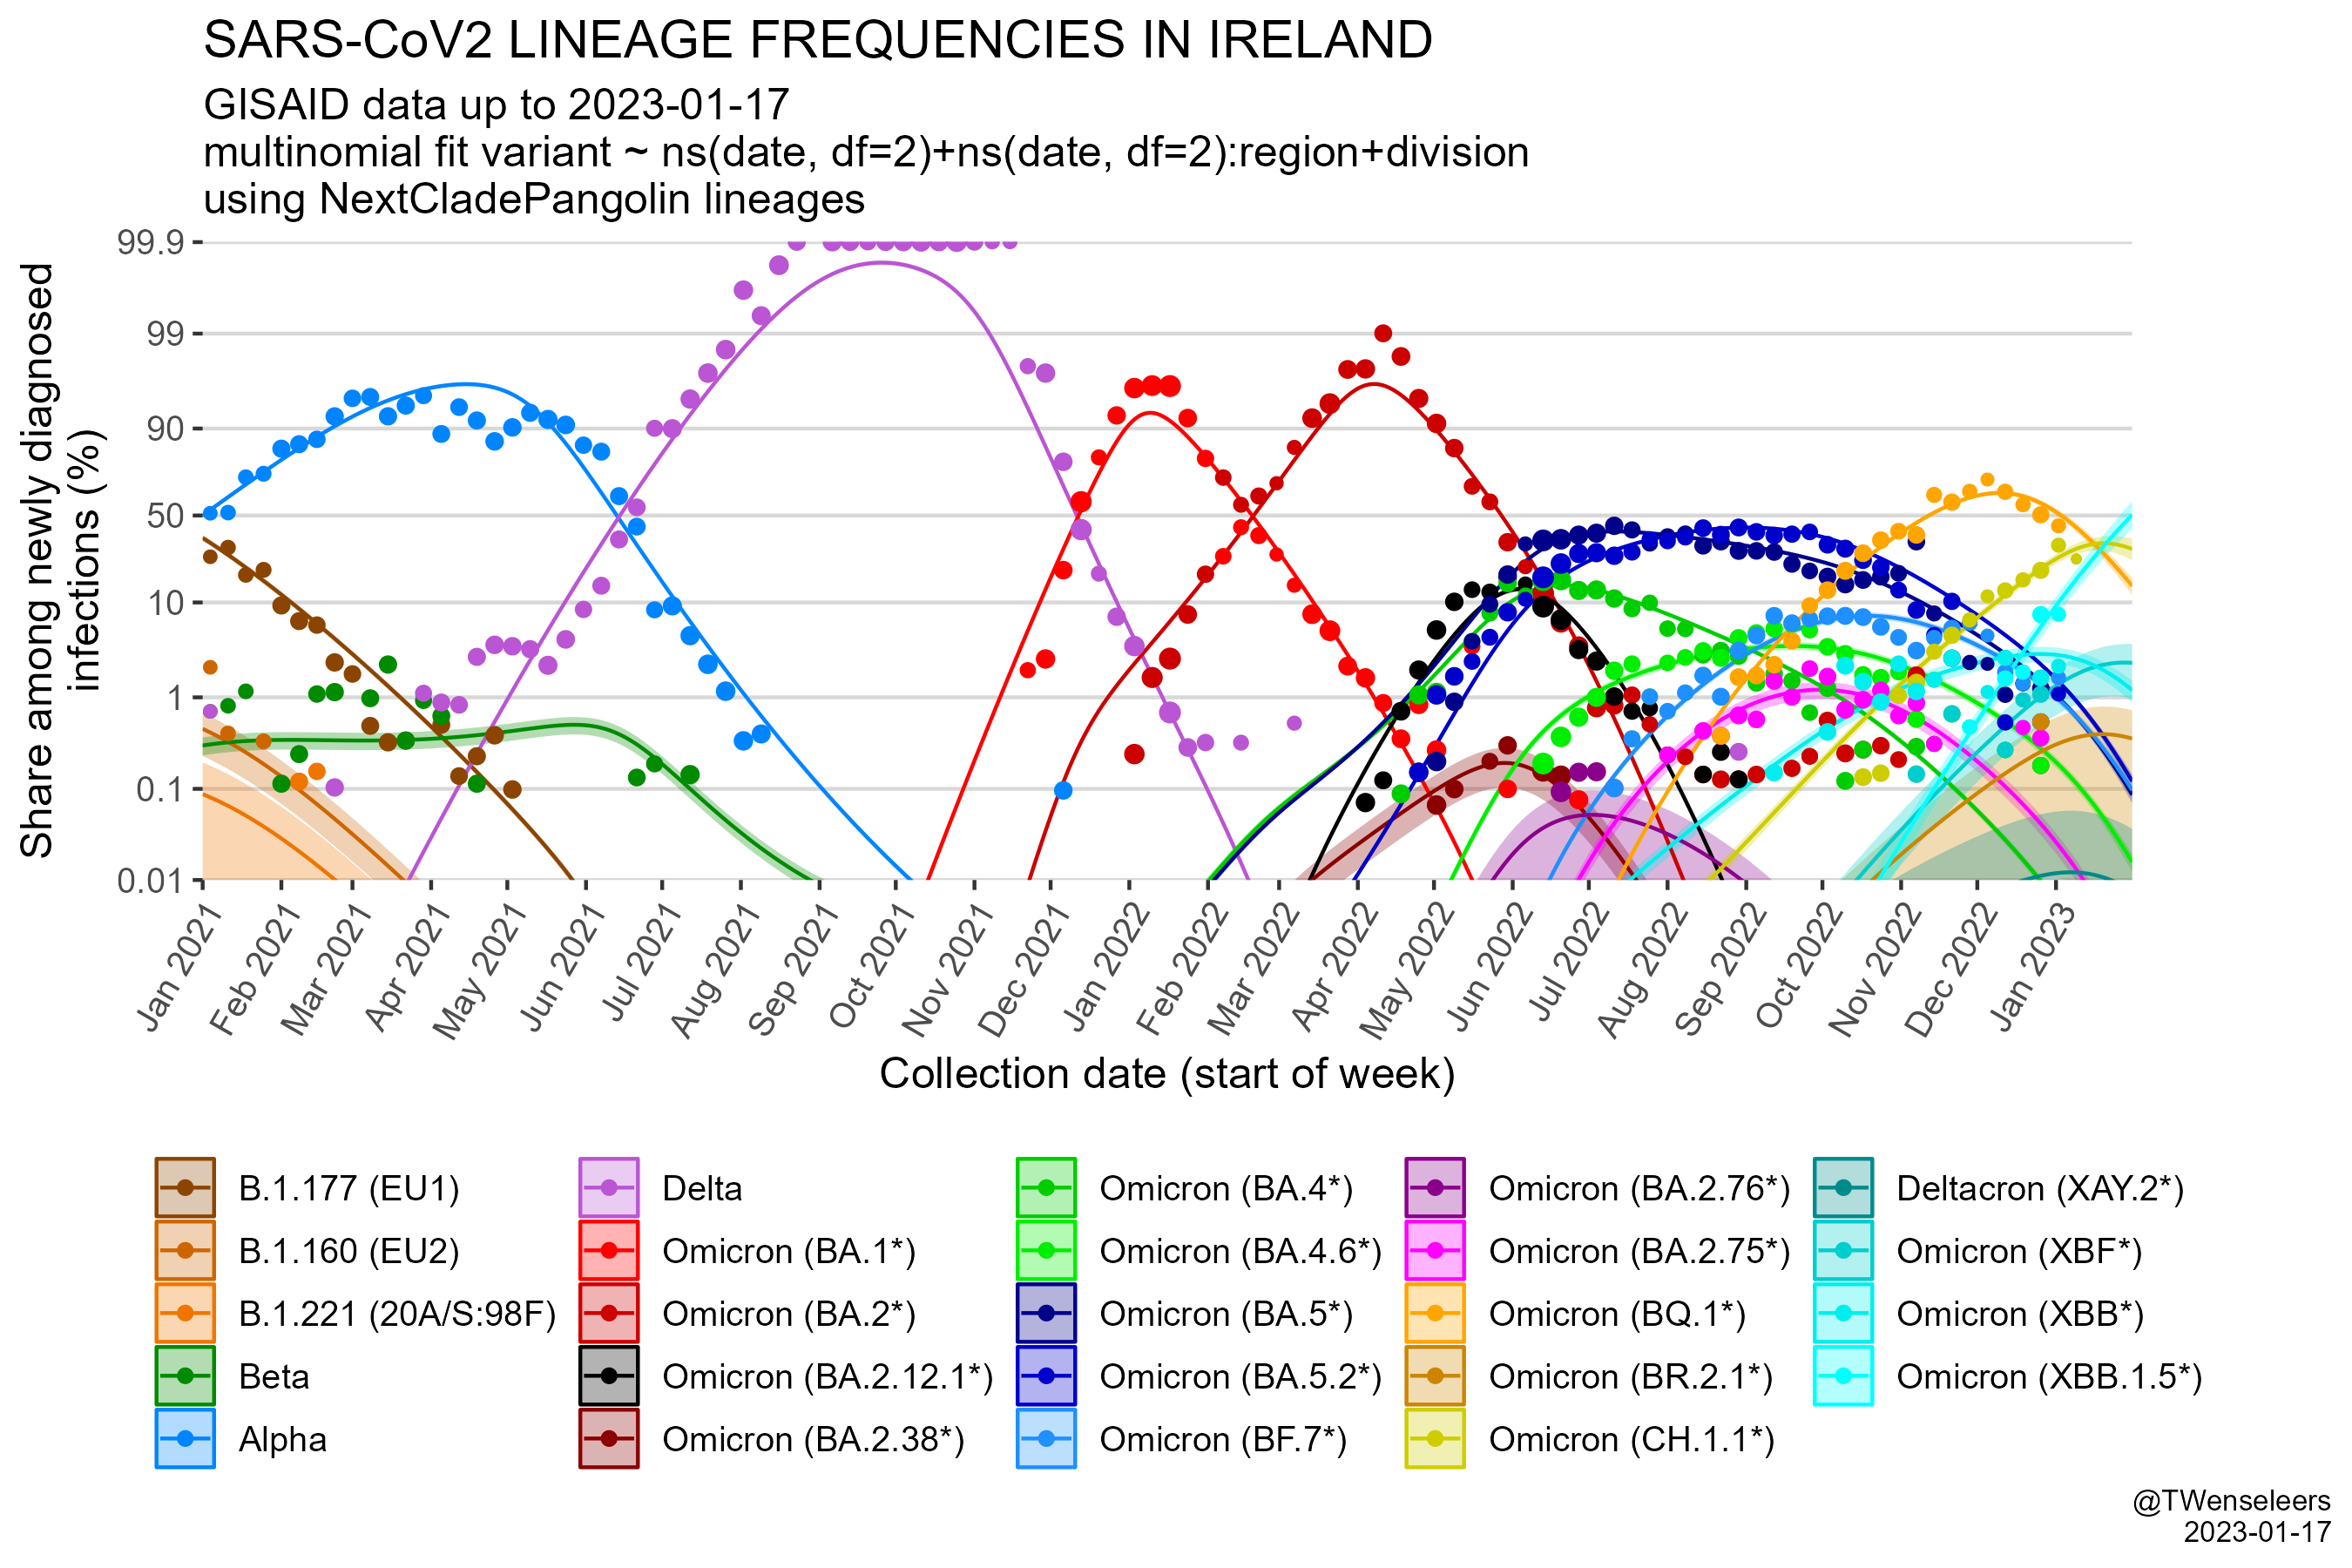 SARS-CoV2 LINEAGE FREQUENCIES IN IRELAND
GISAID data up to 2023-01-17
multinomial fit variant ~ ns(date, df=2)+ns(date, df=2):region+division
using NextCladePangolin lineages
Share among newly diagnosed
infections (%)
99.9
99
90
50
10
1
0.1
0.01
Jan 2021
Feb 2021
Mar 2021
Apr 2021
May 2021
Jun 2021
Jul 2021
Aug 2021
Sep 2021
Oct 2021
Nov 2021
Dec 2021
Jan 2022
Feb 2022
Mar 2022
Apr 2022
May 2022
Jun 2022
Jul 2022
Aug 2022
Sep 2022
Oct 2022
Nov 2022
Dec 2022
Jan 2023
Collection date (start of week)
B.1.177 (EU1)
B.1.160 (EU2)
B.1.221 (20A/S:98F)
Beta
Alpha
Delta
Omicron (BA.1*)
Omicron (BA.2*)
Omicron (BA.2.12.1*)
Omicron (BA.2.38*)
Omicron (BA.4*)
Omicron (BA.4.6*)
Omicron (BA.5*)
Omicron (BA.5.2*)
Omicron (BF.7*)
Omicron (BA.2.76*)
Omicron (BA.2.75*)
Omicron (BQ.1*)
Omicron (BR.2.1*)
Omicron (CH.1.1*)
Deltacron (XAY.2*)
Omicron (XBF*)
Omicron (XBB*)
Omicron (XBB.1.5*)
@TWenseleers
2023-01-17